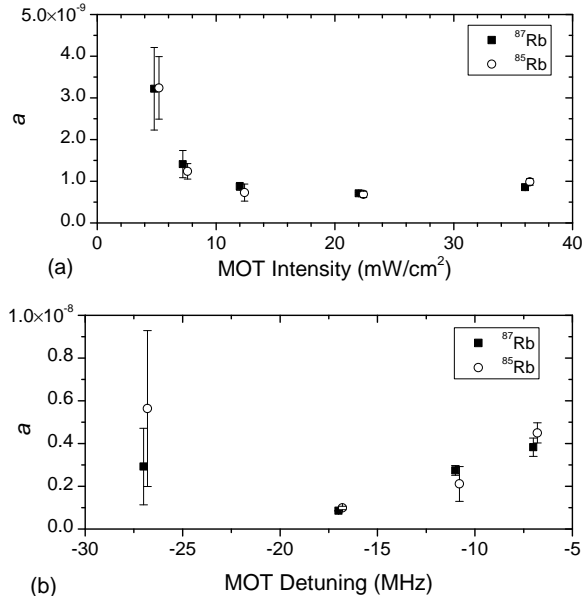 5.0×10⁻⁹
4.0
3.0
2.0
1.0
0.0
a
⁸⁷Rb
⁸⁵Rb
0 10 20 30 40
(a) MOT Intensity (mW/cm²)
1.0×10⁻⁸
0.8
0.6
0.4
0.2
0.0
a
⁸⁷Rb
⁸⁵Rb
-30 -25 -20 -15 -10 -5
(b) MOT Detuning (MHz)